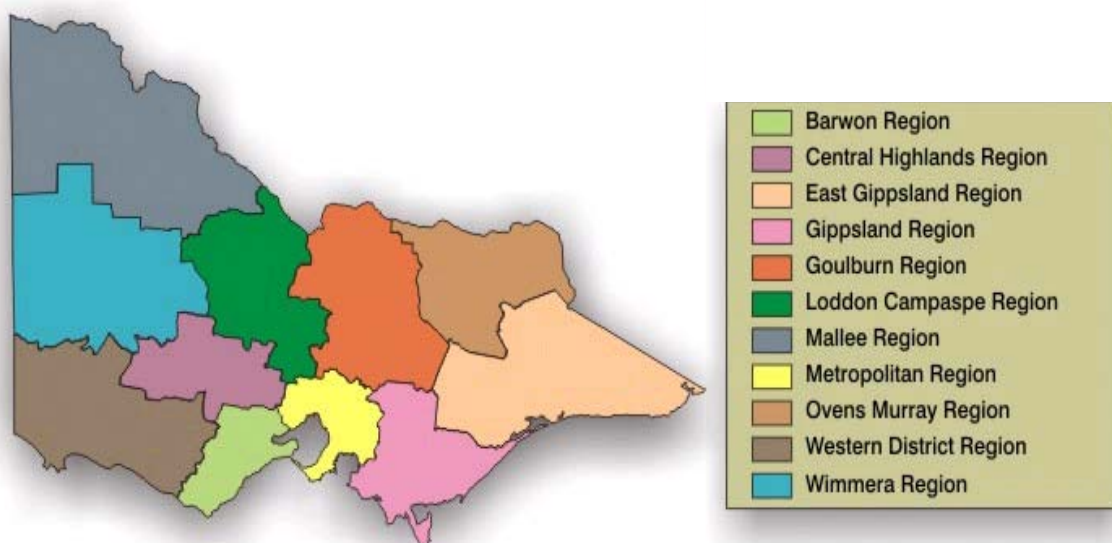 Barwon Region
Central Highlands Region
East Gippsland Region
Gippsland Region
Goulburn Region
Loddon Campaspe Region
Mallee Region
Metropolitan Region
Ovens Murray Region
Western District Region
Wimmera Region